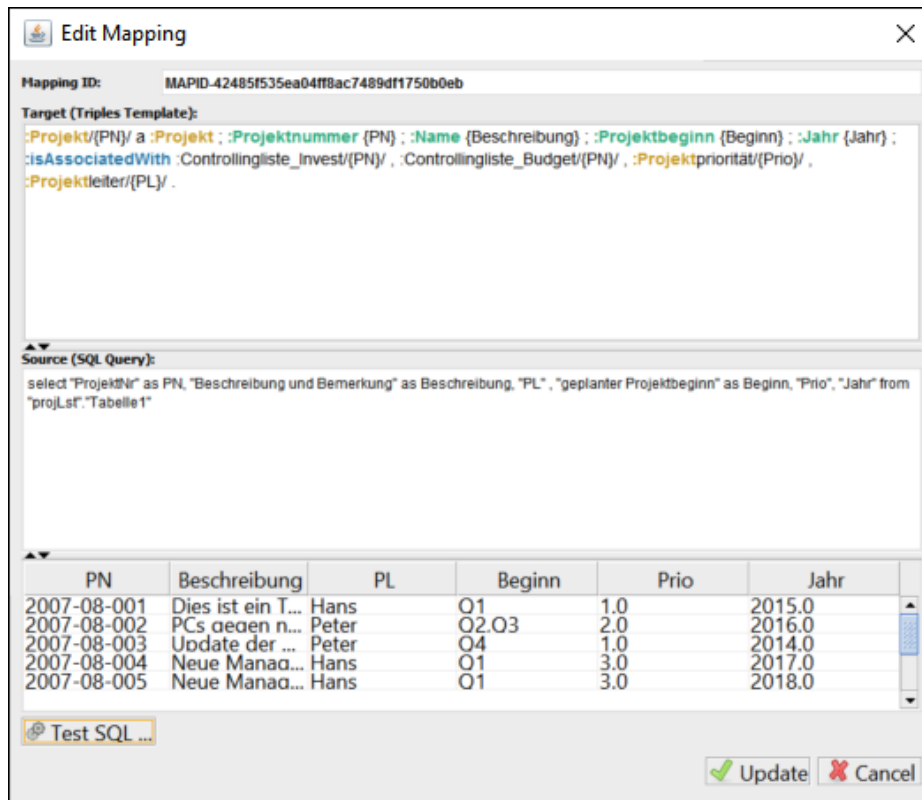 Edit Mapping
Mapping ID: MAPID-42485f535ea04ff8ac7489df1750b0eb
Target (Triples Template):
:Projekt/{PN}/ a :Projekt ; :Projektnummer {PN} ; :Name {Beschreibung} ; :Projektbeginn {Beginn} ; :Jahr {Jahr} ;
:isAssociatedWith :Controllingliste_Invest/{PN}/ , :Controllingliste_Budget/{PN}/ , :Projektpriorität/{Prio}/ ,
:Projektleiter/{PL}/ .
Source (SQL Query):
select "ProjektNr" as PN, "Beschreibung und Bemerkung" as Beschreibung, "PL" , "geplanter Projektbeginn" as Beginn, "Prio", "Jahr" from
"projLst"."Tabelle1"
PN Beschreibung PL Beginn Prio Jahr
2007-08-001 Dies ist ein T... Hans Q1 1.0 2015.0
2007-08-002 PCs gegen n... Peter Q2.Q3 2.0 2016.0
2007-08-003 Update der ... Peter Q4 1.0 2014.0
2007-08-004 Neue Manag... Hans Q1 3.0 2017.0
2007-08-005 Neue Manag... Hans Q1 3.0 2018.0
Test SQL ...
Update Cancel